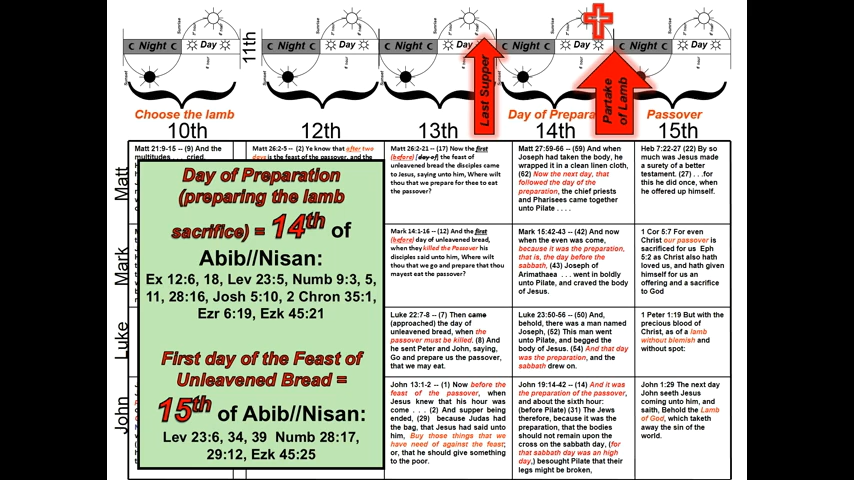 Sunrise
Sunrise
Sunrise
Sunrise
Night
Day
11th
Night
Day
Night
Day
Night
Day
Night
Sunset
Sunset
Last Supper
Partake of Lamb
Choose the lamb
Day of Prepara
Passover
10th
12th
13th
14th
15th
Matt
Matt 21:9-15 -- (9) And the
multitudes . . . cried,
Matt 26:2-5 -- (2) Ye know that after two
days is the feast of the passover, and the
Matt 26:2-21 -- (17) Now the first
(before) [day of] the feast of
unleavened bread the disciples came
to Jesus, saying unto him, Where wilt
thou that we prepare for thee to eat
the passover?
Matt 27:59-66 -- (59) And when
Joseph had taken the body, he
wrapped it in a clean linen cloth,
(62) Now the next day, that
followed the day of the
preparation, the chief priests
and Pharisees came together
unto Pilate . . . .
Heb 7:22-27 (22) By so
much was Jesus made
a surety of a better
testament. (27) . . .for
this he did once, when
he offered up himself.
Day of Preparation
(preparing the lamb
sacrifice) = 14th of
Abib//Nisan:
Ex 12:6, 18, Lev 23:5, Numb 9:3, 5,
11, 28:16, Josh 5:10, 2 Chron 35:1,
Ezr 6:19, Ezk 45:21
First day of the Feast of
Unleavened Bread =
15th of Abib//Nisan:
Lev 23:6, 34, 39 Numb 28:17,
29:12, Ezk 45:25
Mark
Mark 14:1-16 -- (12) And the first
(before) day of unleavened bread,
when they killed the Passover his
disciples said unto him, Where wilt
thou that we go and prepare that thou
mayest eat the passover?
Mark 15:42-43 -- (42) And
now when the even was come,
because it was the preparation,
that is, the day before the
sabbath, (43) Joseph of
Arimathaea . . . went in boldly
unto Pilate, and craved the body
of Jesus.
1 Cor 5:7 For even
Christ our passover is
sacrificed for us Eph
5:2 as Christ also hath
loved us, and hath given
himself for us an
offering and a sacrifice
to God
Luke
Luke 22:7-8 -- (7) Then came
(approached) the day of
unleavened bread, when the
passover must be killed. (8) And
he sent Peter and John, saying,
Go and prepare us the passover,
that we may eat.
Luke 23:50-56 -- (50) And,
behold, there was a man named
Joseph, (52) This man went
unto Pilate, and begged the
body of Jesus. (54) And that day
was the preparation, and the
sabbath drew on.
1 Peter 1:19 But with the
precious blood of
Christ, as of a lamb
without blemish and
without spot:
John
John 13:1-2 -- (1) Now before the
feast of the passover, when
Jesus knew that his hour was
come . . . (2) And supper being
ended, (29) because Judas had
the bag, that Jesus had said unto
him, Buy those things that we
have need of against the feast;
or, that he should give something
to the poor.
John 19:14-42 -- (14) And it was
the preparation of the passover,
and about the sixth hour:
(before Pilate) (31) The Jews
therefore, because it was the
preparation, that the bodies
should not remain upon the
cross on the sabbath day, (for
that sabbath day was an high
day,) besought Pilate that their
legs might be broken,
John 1:29 The next day
John seeth Jesus
coming unto him, and
saith, Behold the Lamb
of God, which taketh
away the sin of the
world.